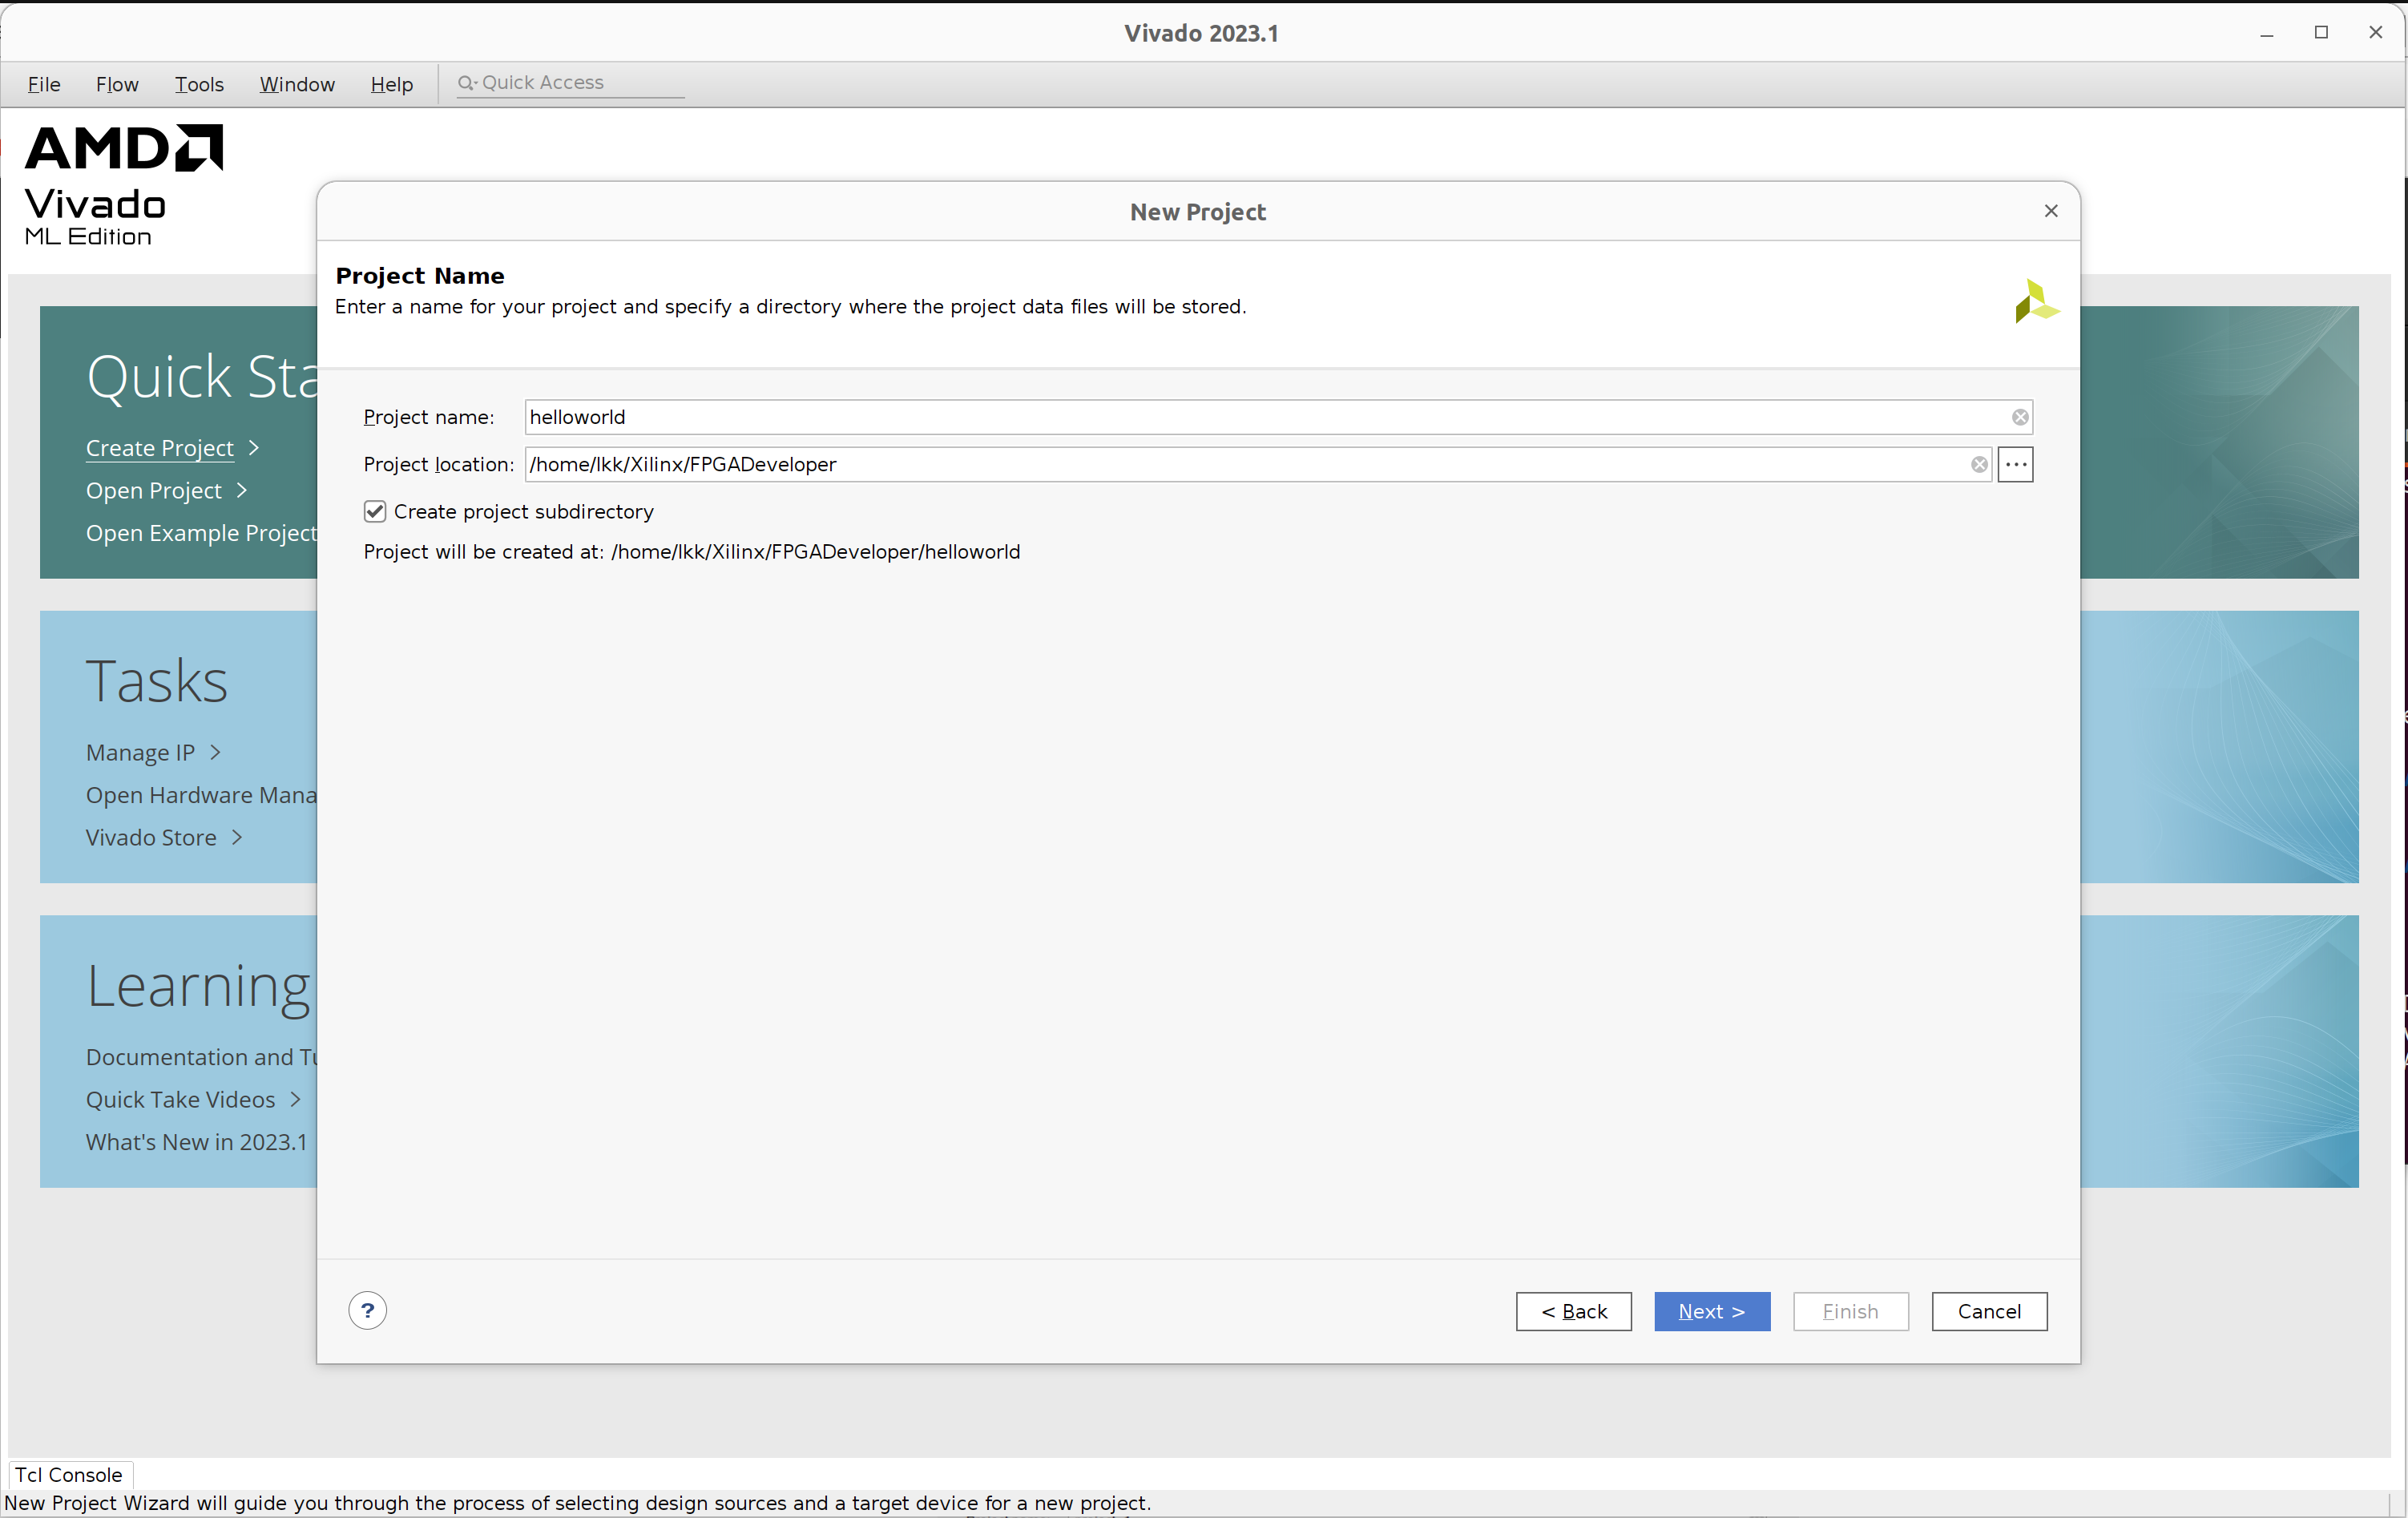 Vivado 2023.1
File Flow Tools Window Help Quick Access
AMD
Vivado
ML Edition
New Project
Project Name
Enter a name for your project and specify a directory where the project data files will be stored.
Quick Sta
Create Project >
Open Project >
Open Example Project
Project name: helloworld
Project location: /home/lkk/Xilinx/FPGADeveloper ...
Create project subdirectory
Project will be created at: /home/lkk/Xilinx/FPGADeveloper/helloworld
Tasks
Manage IP >
Open Hardware Mana
Vivado Store >
Learning
Documentation and Tu
Quick Take Videos >
What's New in 2023.1
? < Back Next > Finish Cancel
Tcl Console
New Project Wizard will guide you through the process of selecting design sources and a target device for a new project.